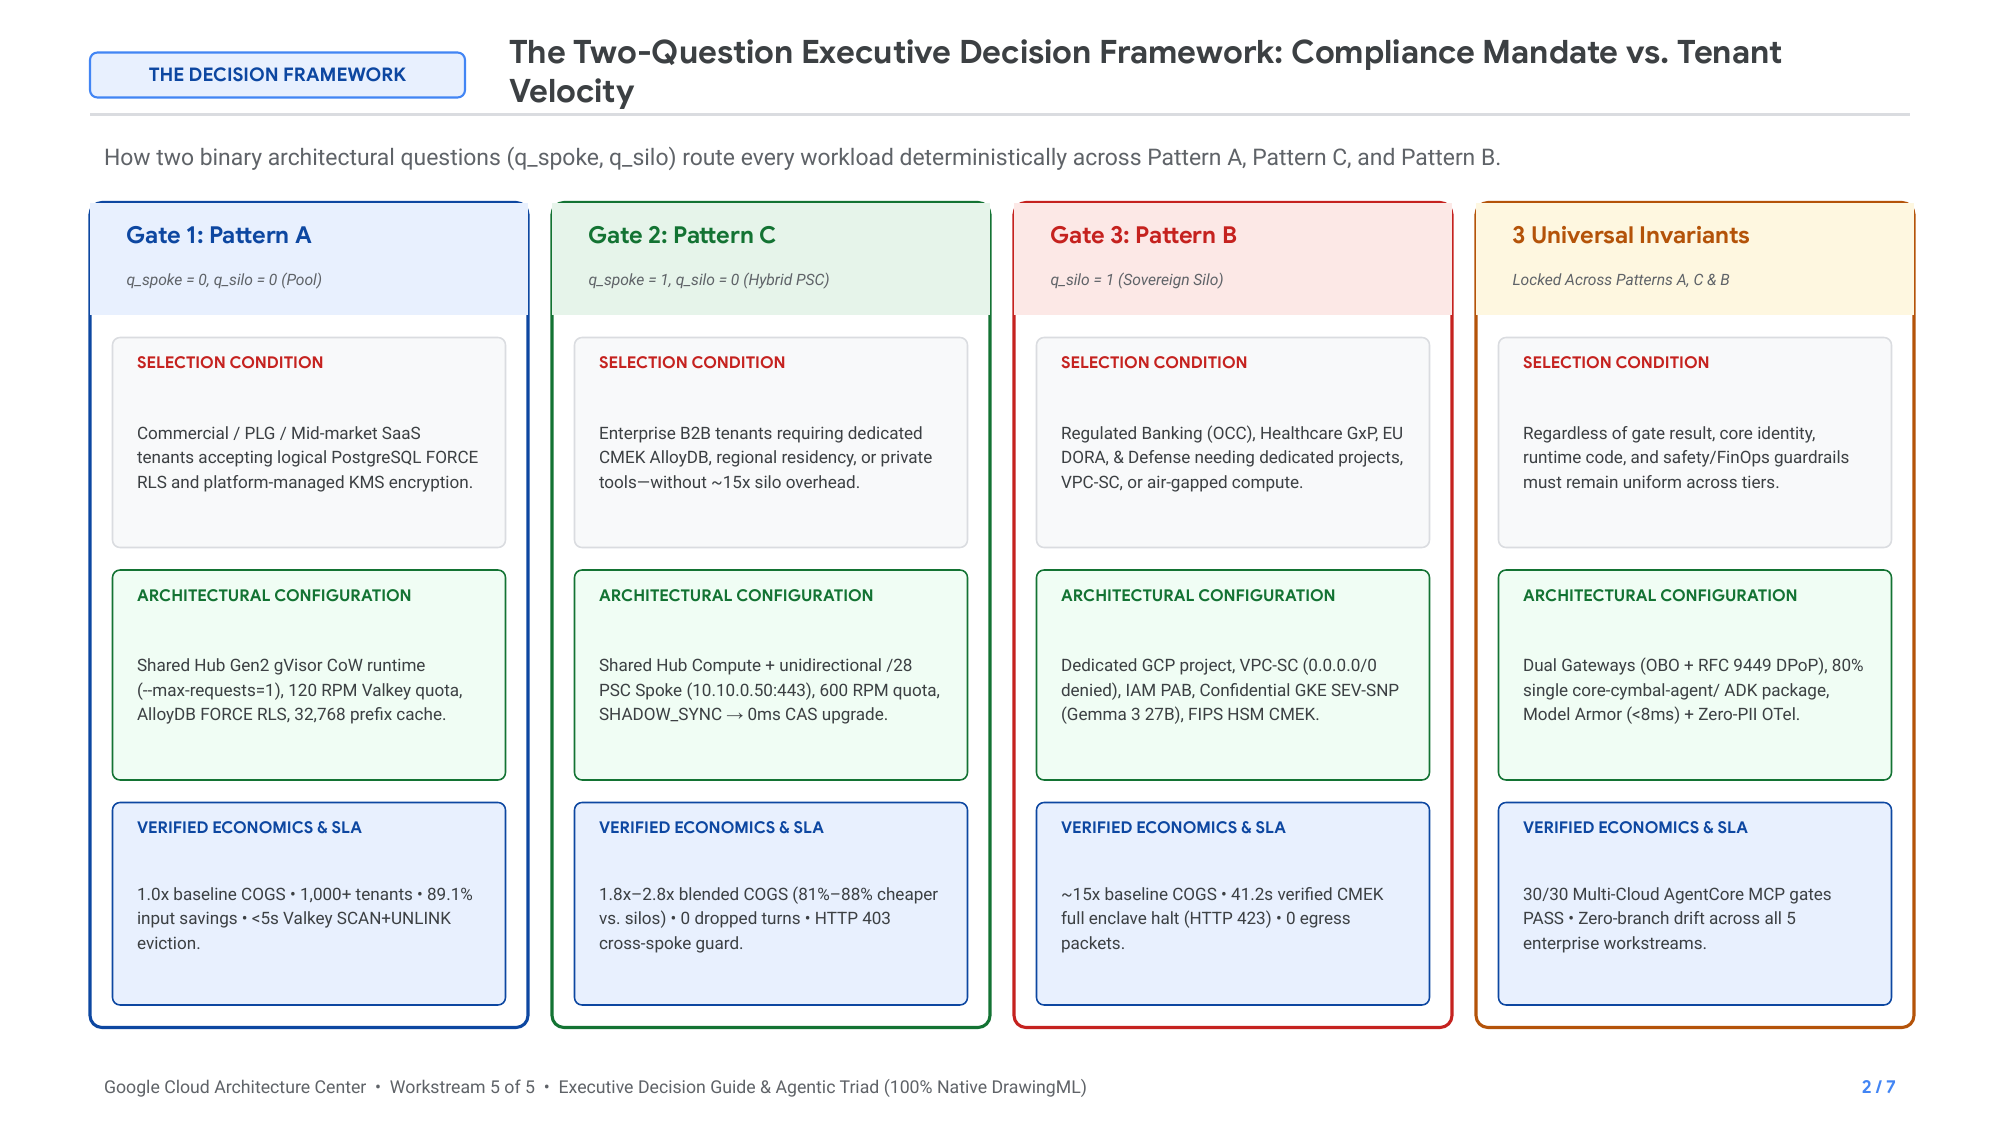 THE DECISION FRAMEWORK
The Two-Question Executive Decision Framework: Compliance Mandate vs. Tenant
Velocity
How two binary architectural questions (q_spoke, q_silo) route every workload deterministically across Pattern A, Pattern C, and Pattern B.
Gate 1: Pattern A
q_spoke = 0, q_silo = 0 (Pool)
SELECTION CONDITION
Commercial / PLG / Mid-market SaaS
tenants accepting logical PostgreSQL FORCE
RLS and platform-managed KMS encryption.
ARCHITECTURAL CONFIGURATION
Shared Hub Gen2 gVisor CoW runtime
(--max-requests=1), 120 RPM Valkey quota,
AlloyDB FORCE RLS, 32,768 prefix cache.
VERIFIED ECONOMICS & SLA
1.0x baseline COGS • 1,000+ tenants • 89.1%
input savings • <5s Valkey SCAN+UNLINK
eviction.
Gate 2: Pattern C
q_spoke = 1, q_silo = 0 (Hybrid PSC)
SELECTION CONDITION
Enterprise B2B tenants requiring dedicated
CMEK AlloyDB, regional residency, or private
tools—without ~15x silo overhead.
ARCHITECTURAL CONFIGURATION
Shared Hub Compute + unidirectional /28
PSC Spoke (10.10.0.50:443), 600 RPM quota,
SHADOW_SYNC → 0ms CAS upgrade.
VERIFIED ECONOMICS & SLA
1.8x–2.8x blended COGS (81%–88% cheaper
vs. silos) • 0 dropped turns • HTTP 403
cross-spoke guard.
Gate 3: Pattern B
q_silo = 1 (Sovereign Silo)
SELECTION CONDITION
Regulated Banking (OCC), Healthcare GxP, EU
DORA, & Defense needing dedicated projects,
VPC-SC, or air-gapped compute.
ARCHITECTURAL CONFIGURATION
Dedicated GCP project, VPC-SC (0.0.0.0/0
denied), IAM PAB, Confidential GKE SEV-SNP
(Gemma 3 27B), FIPS HSM CMEK.
VERIFIED ECONOMICS & SLA
~15x baseline COGS • 41.2s verified CMEK
full enclave halt (HTTP 423) • 0 egress
packets.
3 Universal Invariants
Locked Across Patterns A, C & B
SELECTION CONDITION
Regardless of gate result, core identity,
runtime code, and safety/FinOps guardrails
must remain uniform across tiers.
ARCHITECTURAL CONFIGURATION
Dual Gateways (OBO + RFC 9449 DPoP), 80%
single core-cymbal-agent/ ADK package,
Model Armor (<8ms) + Zero-PII OTel.
VERIFIED ECONOMICS & SLA
30/30 Multi-Cloud AgentCore MCP gates
PASS • Zero-branch drift across all 5
enterprise workstreams.
Google Cloud Architecture Center • Workstream 5 of 5 • Executive Decision Guide & Agentic Triad (100% Native DrawingML)
2 / 7